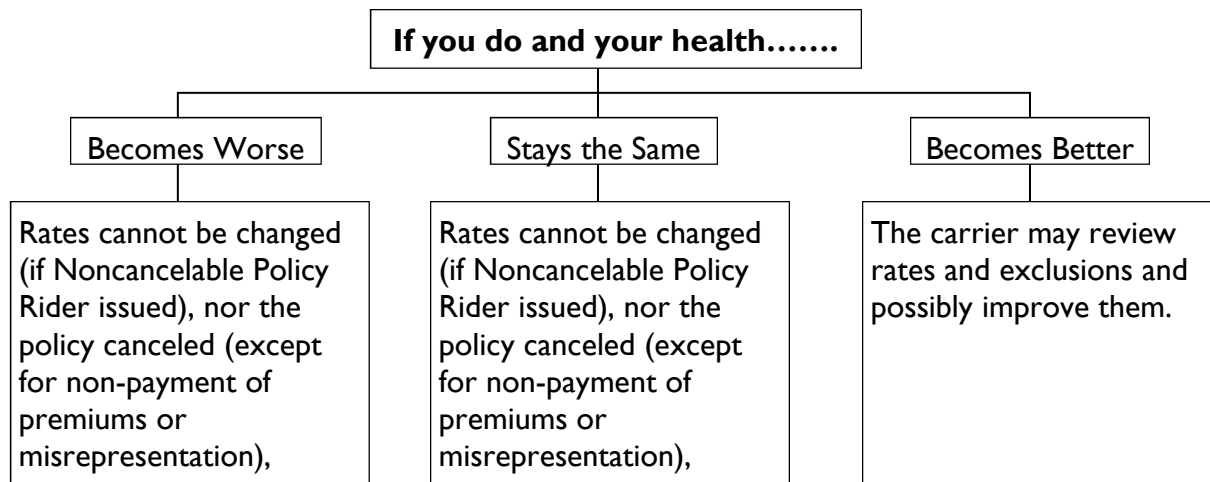 If you do and your health.......
Becomes Worse
Stays the Same
Becomes Better
Rates cannot be changed
(if Noncancelable Policy
Rider issued), nor the
policy canceled (except
for non-payment of
premiums or
misrepresentation),
Rates cannot be changed
(if Noncancelable Policy
Rider issued), nor the
policy canceled (except
for non-payment of
premiums or
misrepresentation),
The carrier may review
rates and exclusions and
possibly improve them.